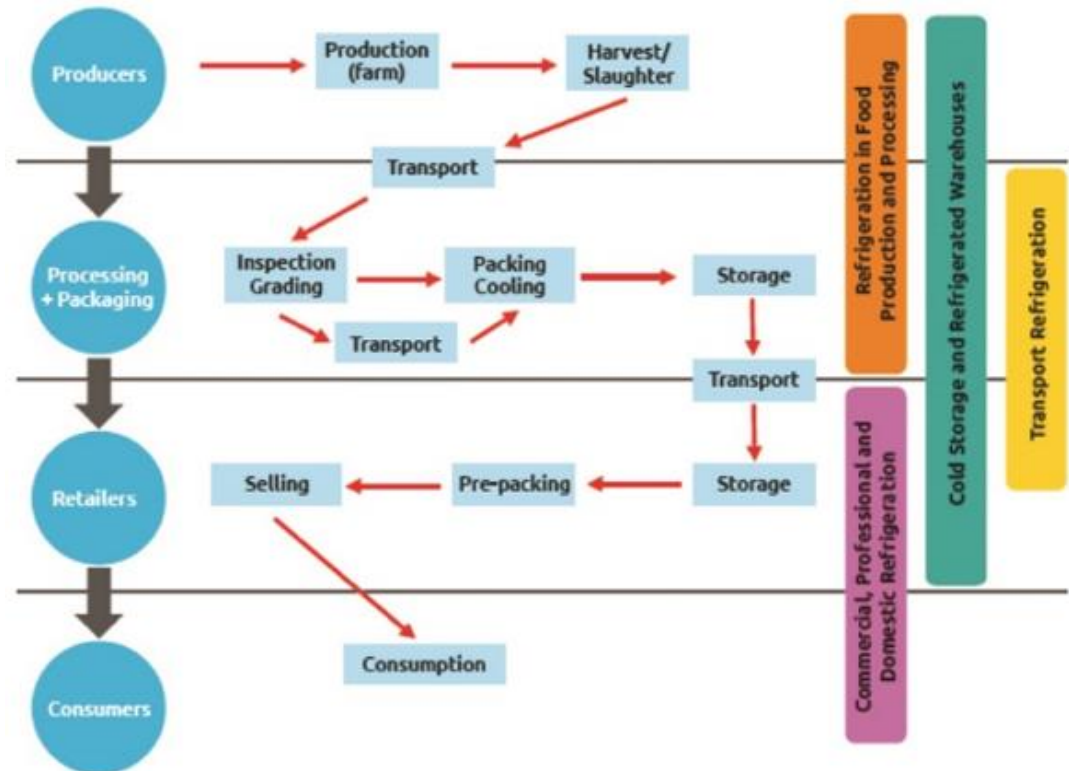 Producers
Production
(farm)
Harvest/
Slaughter
Transport
Processing
+ Packaging
Inspection
Grading
Packing
Cooling
Storage
Transport
Transport
Retailers
Selling
Pre-packing
Storage
Consumers
Consumption
Refrigeration in Food
Production and Processing
Cold Storage and Refrigerated Warehouses
Transport Refrigeration
Commercial, Professional and
Domestic Refrigeration